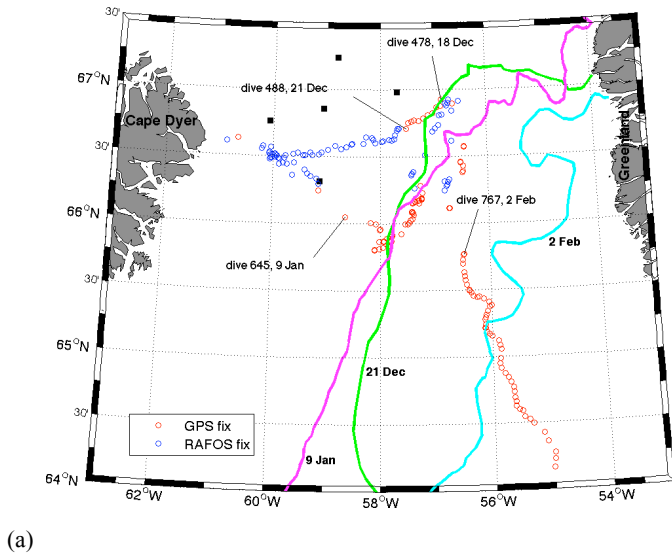 30'
dive 478, 18 Dec
67°N
dive 488, 21 Dec
Cape Dyer
Greenland
30'
66°N
dive 767, 2 Feb
2 Feb
dive 645, 9 Jan
30'
65°N
21 Dec
30'
GPS fix
RAFOS fix
9 Jan
64°N
62°W
60°W
58°W
56°W
54°W
(a)